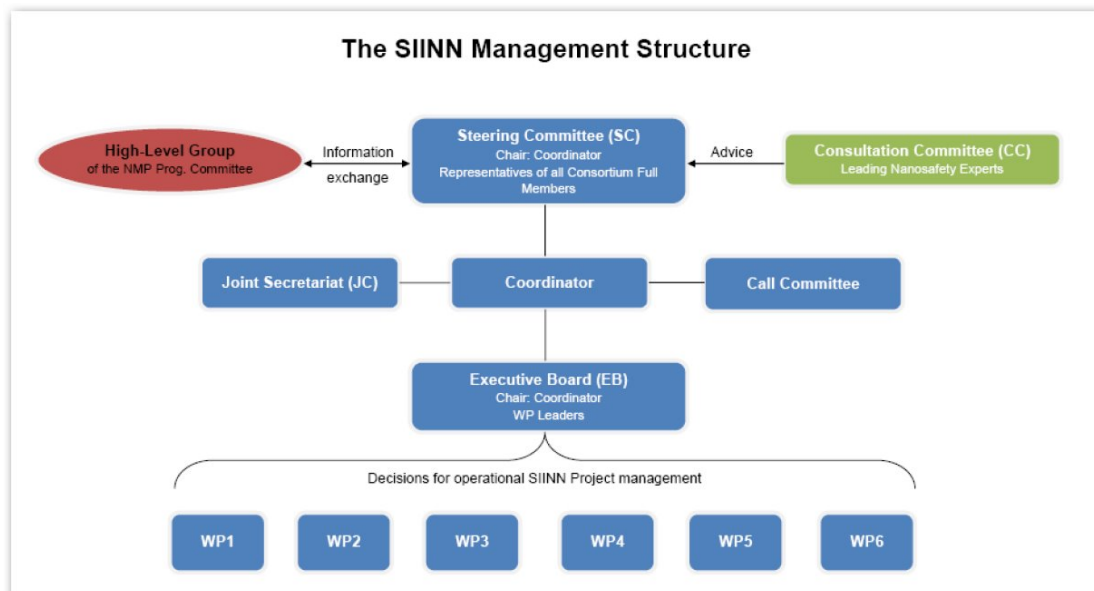 The SIINN Management Structure
High-Level Group
of the NMP Prog. Committee
Information
exchange
Steering Committee (SC)
Chair: Coordinator
Representatives of all Consortium Full
Members
Advice
Consultation Committee (CC)
Leading Nanosafety Experts
Joint Secretariat (JC)
Coordinator
Call Committee
Executive Board (EB)
Chair: Coordinator
WP Leaders
Decisions for operational SIINN Project management
WP1
WP2
WP3
WP4
WP5
WP6